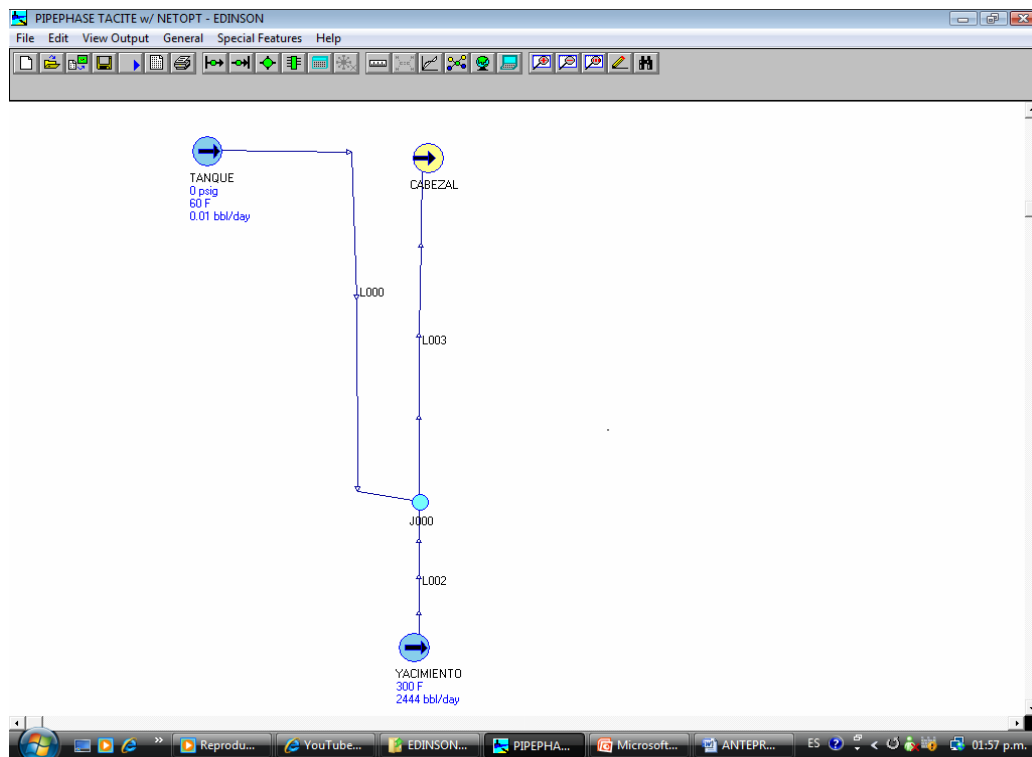 PIPEPHASE TACITE w/ NETOPT - EDINSON
File Edit View Output General Special Features Help
TANQUE
0 psig
60 F
0.01 bbl/day
CABEZAL
L000
L003
J000
L002
YACIMIENTO
300 F
2444 bbl/day
Reprodu... YouTube... EDINSON... PIPEPHA... Microsoft... ANTEPR... ES 01:57 p.m.